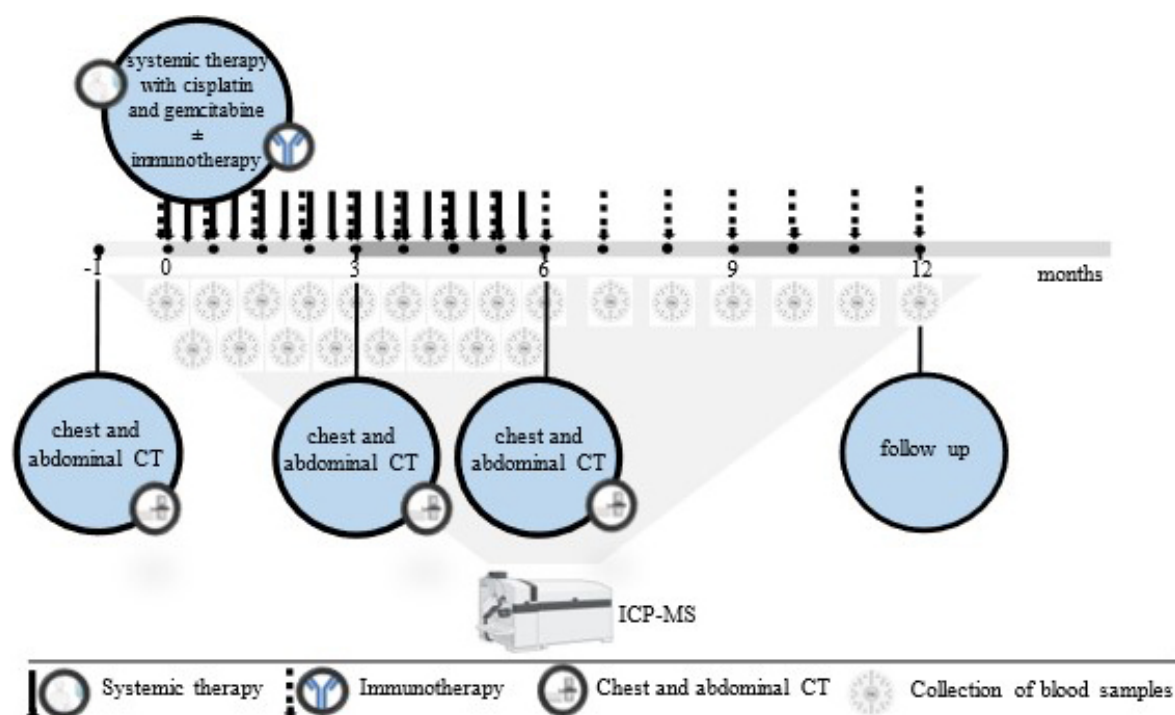 systemic therapy
with cisplatin
and gemcitabine
±
immunotherapy
-1 0 3 6 9 12 months
chest and
abdominal CT
chest and
abdominal CT
chest and
abdominal CT
follow up
ICP-MS
Systemic therapy Immunotherapy Chest and abdominal CT Collection of blood samples